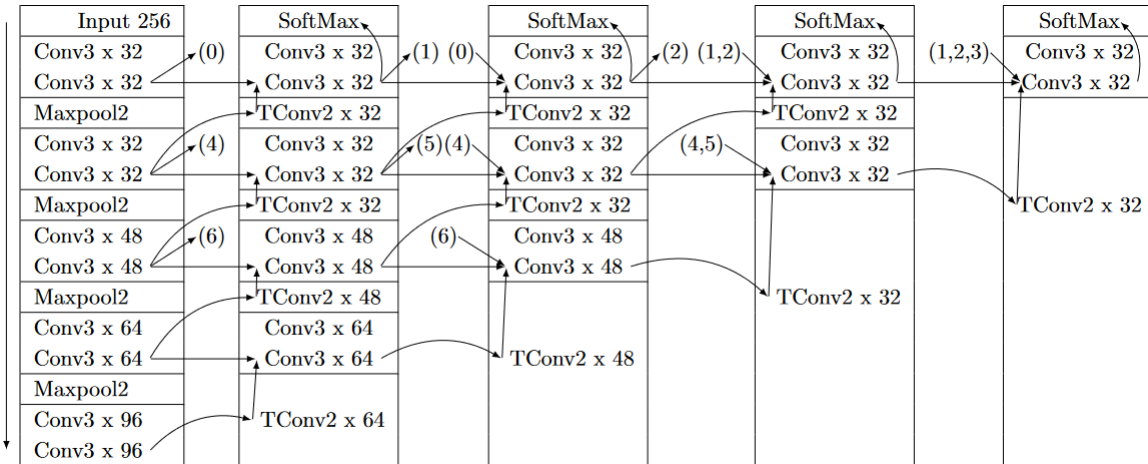 Input 256 SoftMax SoftMax SoftMax SoftMax
Conv3 x 32 (0) Conv3 x 32 (1) (0) Conv3 x 32 (2) (1,2) Conv3 x 32 (1,2,3) Conv3 x 32
Conv3 x 32 Conv3 x 32 Conv3 x 32 Conv3 x 32 Conv3 x 32
Maxpool2 TConv2 x 32 TConv2 x 32 TConv2 x 32
Conv3 x 32 (4) Conv3 x 32 (5)(4) Conv3 x 32 (4,5) Conv3 x 32
Conv3 x 32 Conv3 x 32 Conv3 x 32 Conv3 x 32
Maxpool2 TConv2 x 32 TConv2 x 32 TConv2 x 32
Conv3 x 48 (6) Conv3 x 48 (6) Conv3 x 48
Conv3 x 48 Conv3 x 48 Conv3 x 48
Maxpool2 TConv2 x 48 TConv2 x 32
Conv3 x 64 Conv3 x 64
Conv3 x 64 Conv3 x 64 TConv2 x 48
Maxpool2
Conv3 x 96 TConv2 x 64
Conv3 x 96